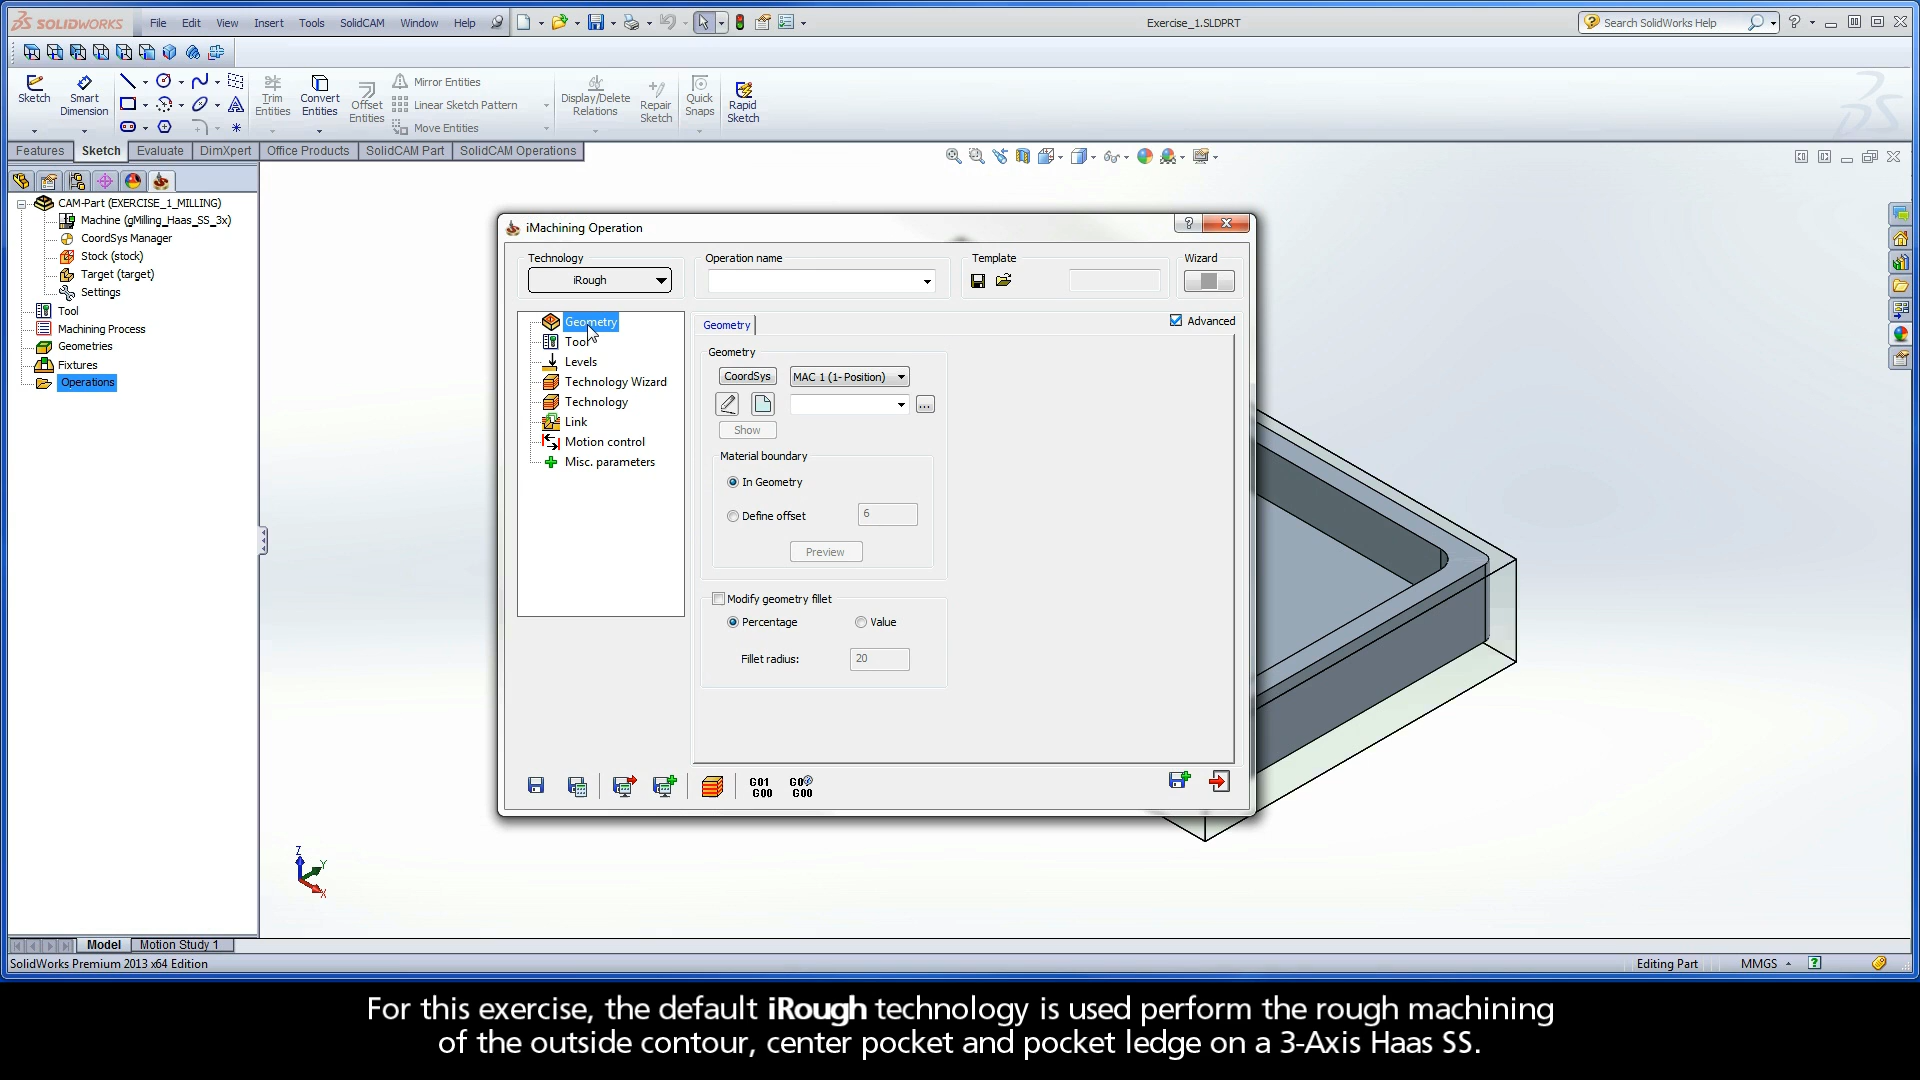 SOLIDWORKS File Edit View Insert Tools SolidCAM Window Help Exercise_1.SLDPRT Search SolidWorks Help
Sketch Smart Dimension Trim Entities Convert Entities Offset Entities Mirror Entities Linear Sketch Pattern Move Entities Display/Delete Relations Repair Sketch Quick Snaps Rapid Sketch
Features Sketch Evaluate DimXpert Office Products SolidCAM Part SolidCAM Operations
CAM-Part (EXERCISE_1_MILLING)
Machine (gMilling_Haas_SS_3x)
CoordSys Manager
Stock (stock)
Target (target)
Settings
Tool
Machining Process
Geometries
Fixtures
Operations
iMachining Operation
Technology Operation name Template Wizard
iRough
Geometry
Tool
Levels
Technology Wizard
Technology
Link
Motion control
Misc. parameters
Geometry Advanced
Geometry
CoordSys MAC 1 (1- Position)
...
Show
Material boundary
In Geometry
Define offset 6
Preview
Modify geometry fillet
Percentage Value
Fillet radius: 20
G01 G00 G0 G00
Z
Y
X
Model Motion Study 1
SolidWorks Premium 2013 x64 Edition Editing Part MMGS
For this exercise, the default iRough technology is used perform the rough machining
of the outside contour, center pocket and pocket ledge on a 3-Axis Haas SS.